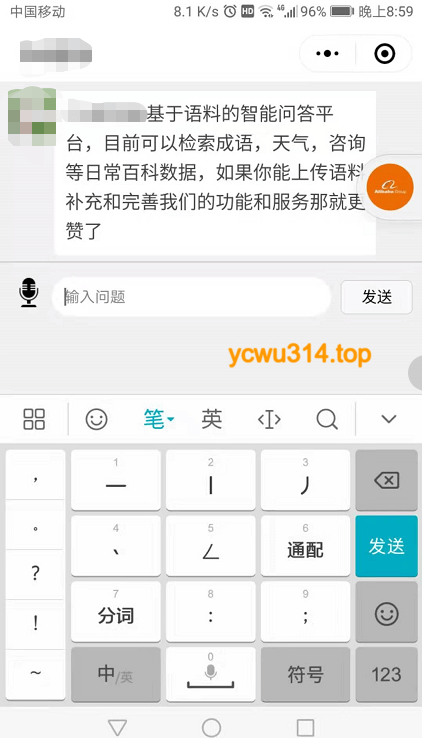 中国移动 8.1 K/s HD 4G 96% 晚上8:59
基于语料的智能问答平
台，目前可以检索成语，天气，咨询
等日常百科数据，如果你能上传语料
补充和完善我们的功能和服务那就更
赞了
Alibaba Group
输入问题 发送
ycwu314.top
笔 英
， 1 一 2 丨 3 丿
。 4 、 5 ㄥ 6 通配 发送
？
！ 7 分词 8 ： 9 ；
~ 中/英 0 符号 123